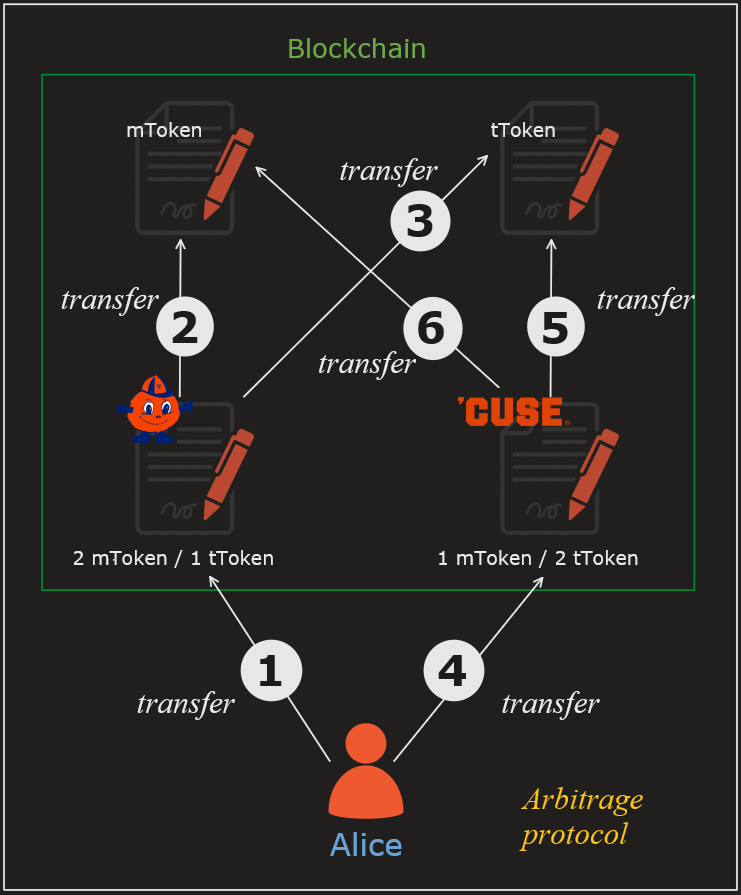 Blockchain
mToken
tToken
transfer
3
transfer
2
6
5
transfer
transfer
'CUSE
2 mToken / 1 tToken
1 mToken / 2 tToken
1
4
transfer
transfer
Arbitrage
protocol
Alice